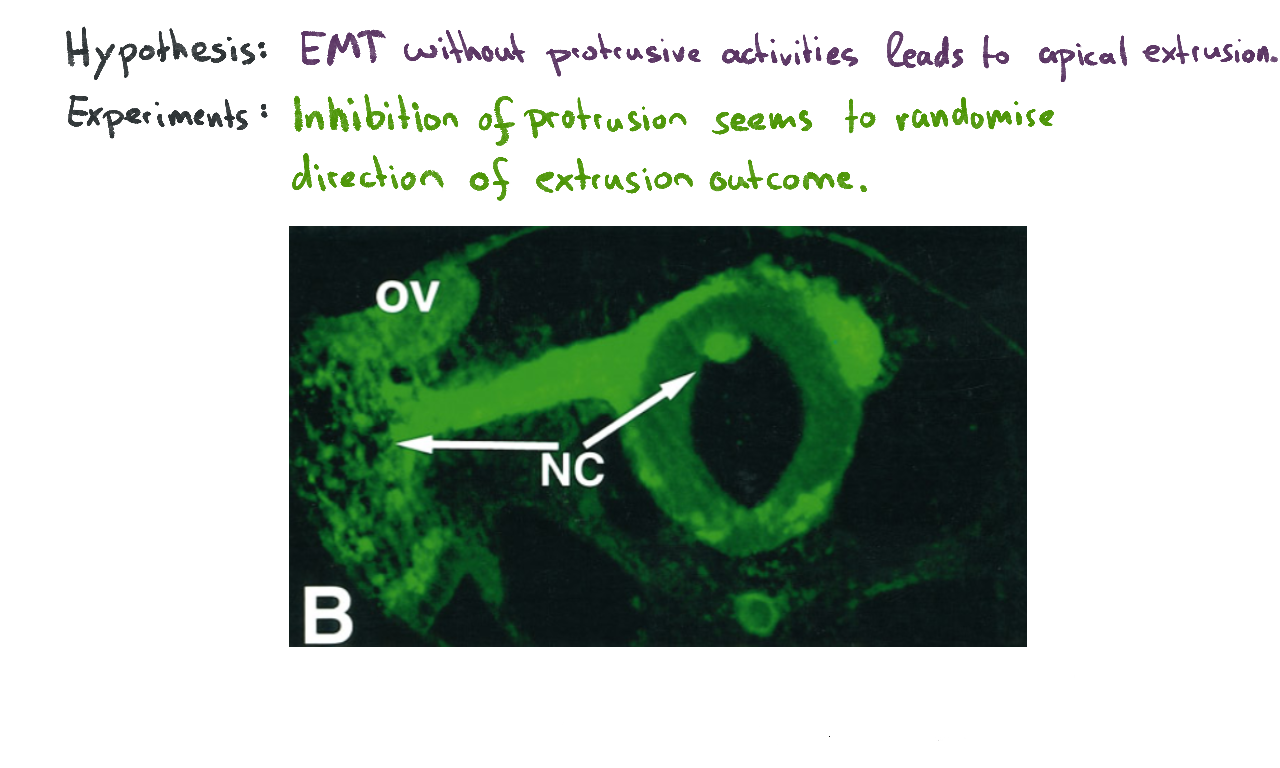 Hypothesis: EMT without protrusive activities leads to apical extrusion.
Experiments: Inhibition of protrusion seems to randomise
direction of extrusion outcome.
OV
NC
B